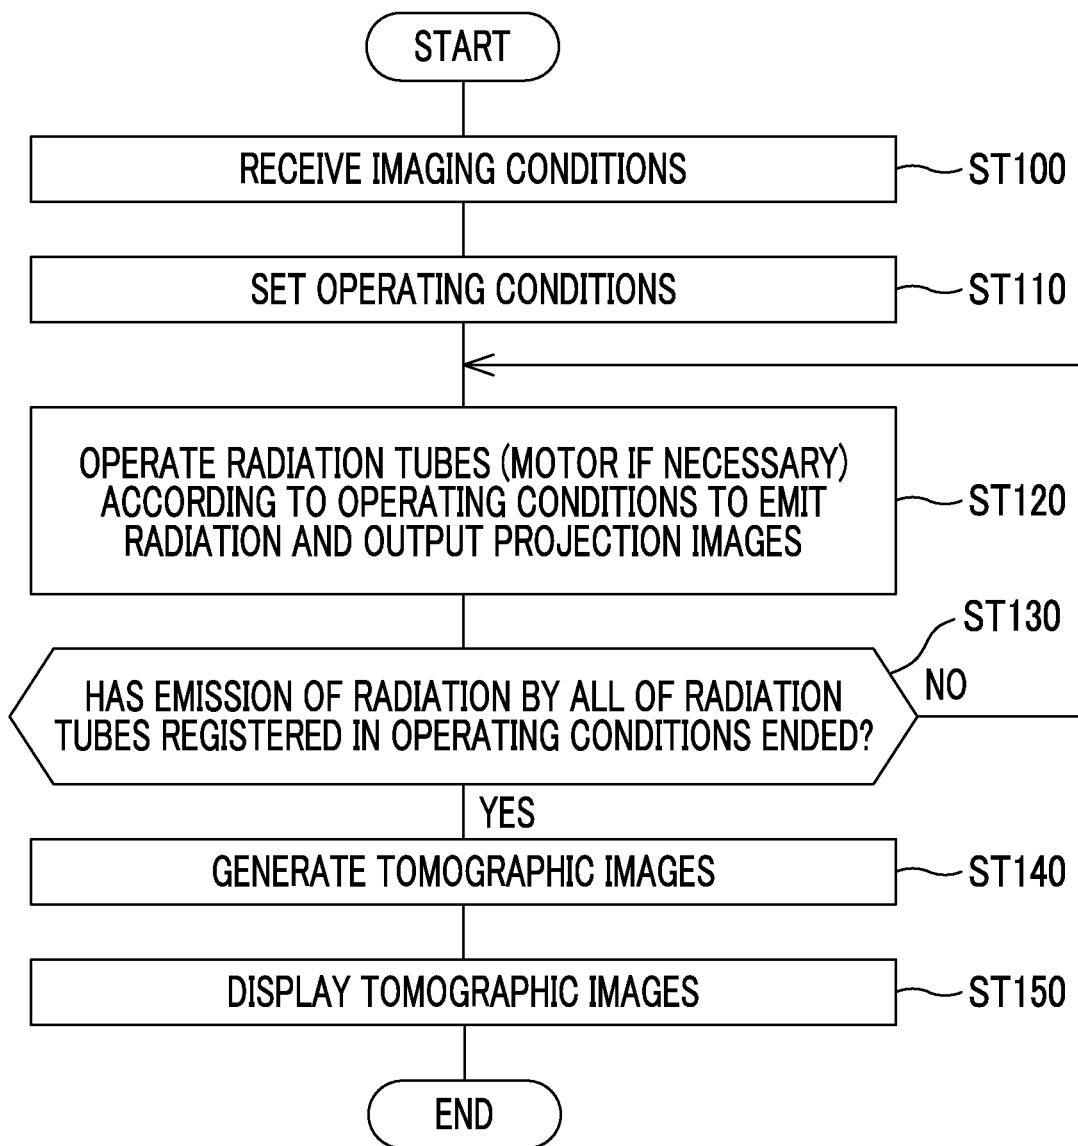 START
RECEIVE IMAGING CONDITIONS
ST100
SET OPERATING CONDITIONS
ST110
OPERATE RADIATION TUBES (MOTOR IF NECESSARY)
ACCORDING TO OPERATING CONDITIONS TO EMIT
RADIATION AND OUTPUT PROJECTION IMAGES
ST120
ST130
HAS EMISSION OF RADIATION BY ALL OF RADIATION
TUBES REGISTERED IN OPERATING CONDITIONS ENDED?
NO
YES
GENERATE TOMOGRAPHIC IMAGES
ST140
DISPLAY TOMOGRAPHIC IMAGES
ST150
END